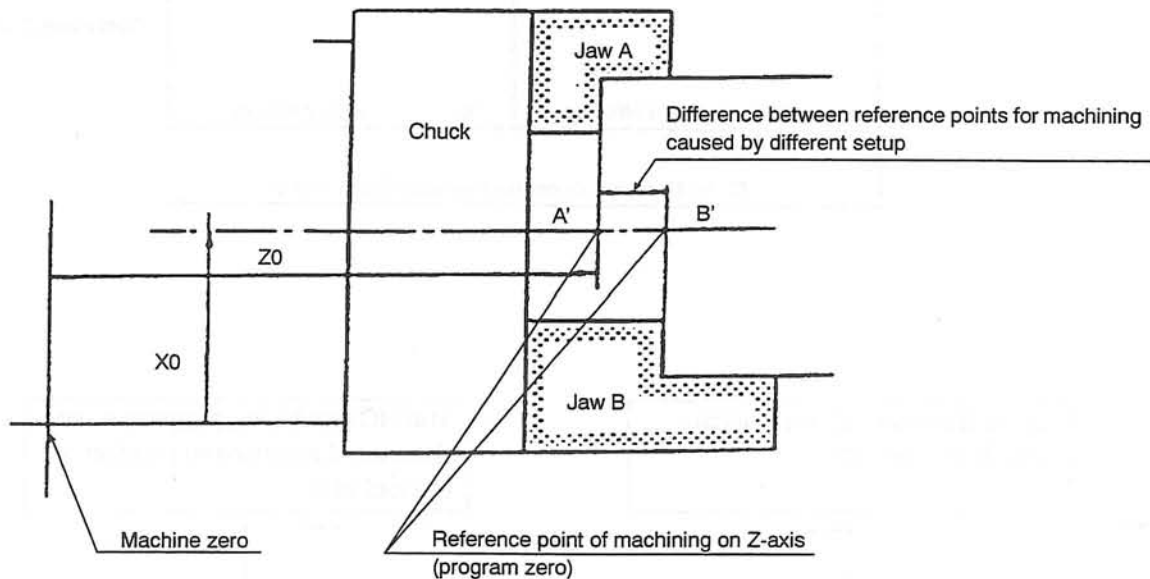 Jaw A
Difference between reference points for machining
caused by different setup
Chuck
A'
B'
Z0
X0
Jaw B
Machine zero
Reference point of machining on Z-axis
(program zero)